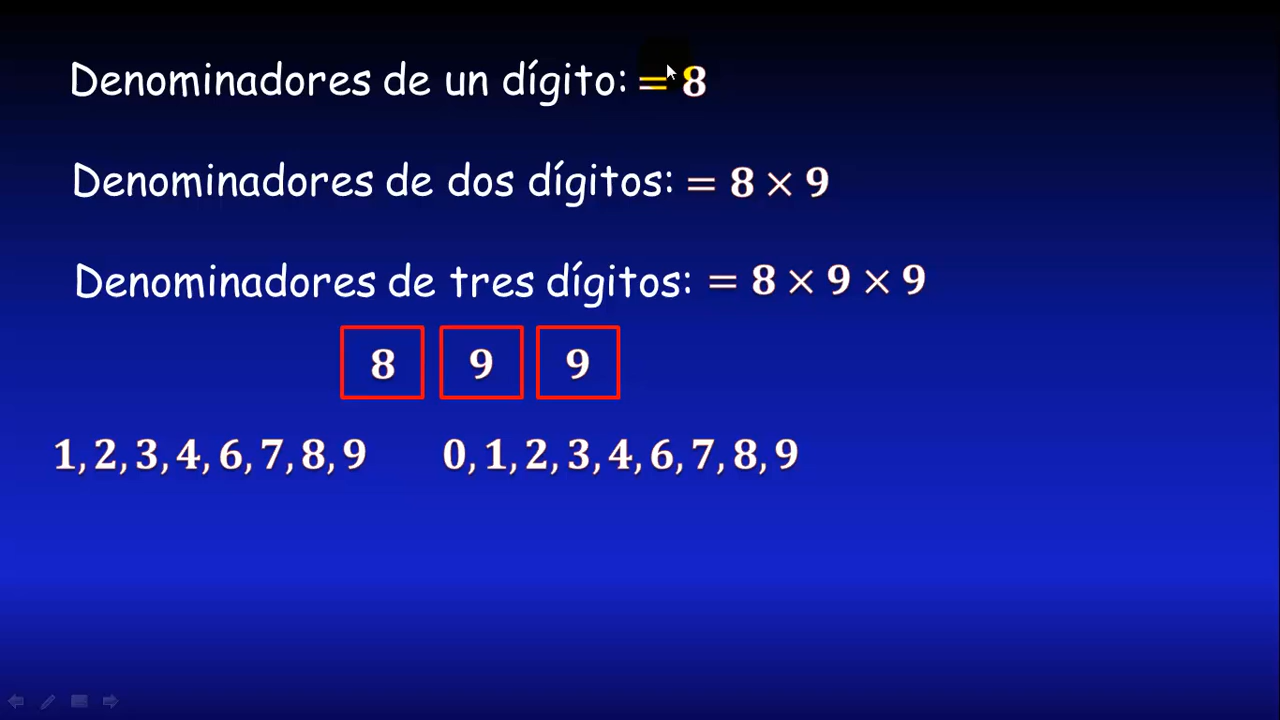 Denominadores de un dígito: = 8
Denominadores de dos dígitos: = 8 × 9
Denominadores de tres dígitos: = 8 × 9 × 9
8 9 9
1, 2, 3, 4, 6, 7, 8, 9 0, 1, 2, 3, 4, 6, 7, 8, 9